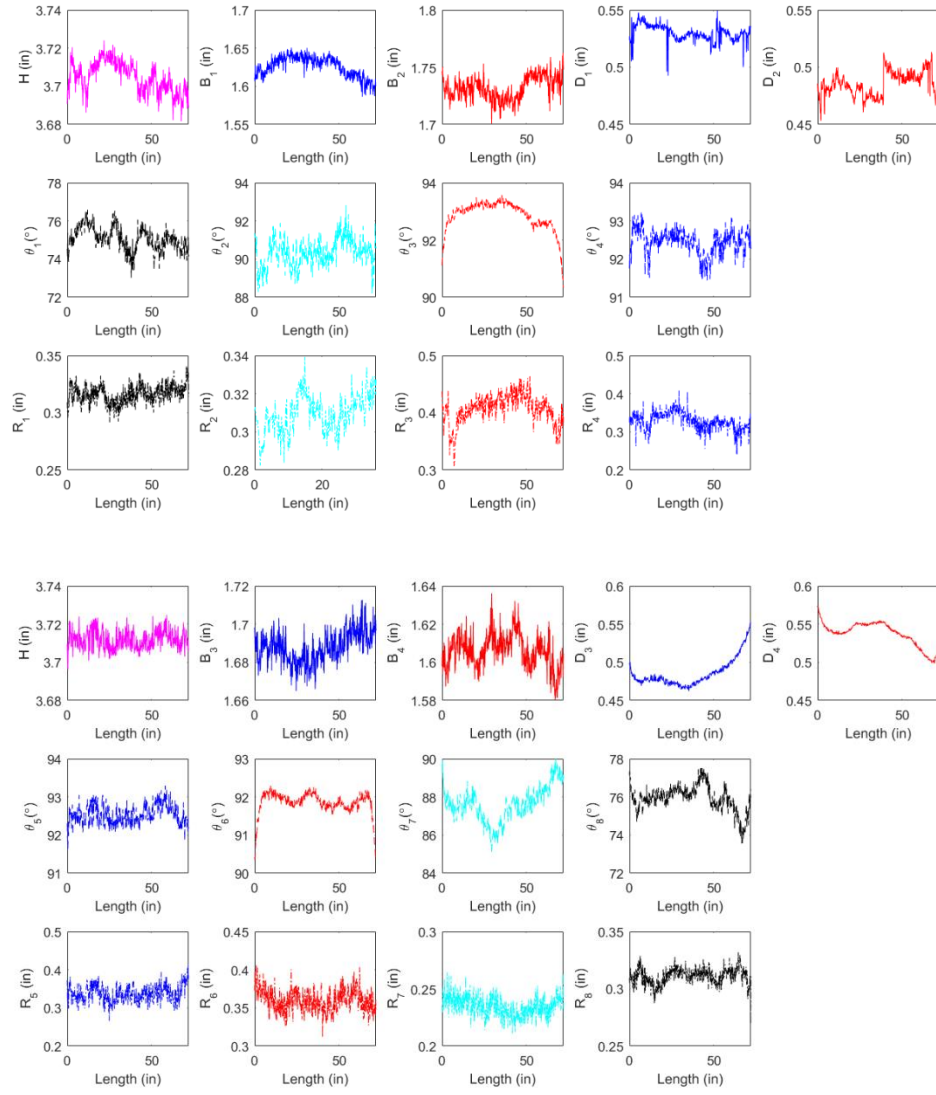 3.74 1.7 1.8 0.55 0.55
H (in) 3.72 B1 (in) 1.65 B2 (in) 1.75 D1 (in) 0.5 D2 (in) 0.5
3.7 1.6
3.68 1.55 1.7 0.45 0.45
0 50 0 50 0 50 0 50 0 50
Length (in) Length (in) Length (in) Length (in) Length (in)
78 94 94 94
θ1(°) 76 θ2(°) 92 θ3(°) 92 θ4(°) 93
74 90 92
72 88 90 91
0 50 0 50 0 50 0 50
Length (in) Length (in) Length (in) Length (in)
0.35 0.34 0.5 0.5
R1 (in) 0.3 R2 (in) 0.32 R3 (in) 0.4 R4 (in) 0.4
0.3 0.3
0.25 0.28 0.3 0.2
0 50 20 0 50 0 50
Length (in) Length (in) Length (in) Length (in)
3.74 1.72 1.64 0.6 0.6
H (in) 3.72 B3 (in) 1.7 B4 (in) 1.62 D3 (in) 0.55 D4 (in) 0.55
3.7 1.68 1.6 0.5 0.5
3.68 1.66 1.58 0.45 0.45
0 50 0 50 0 50 0 50 0 50
Length (in) Length (in) Length (in) Length (in) Length (in)
94 93 90 78
θ5(°) 93 θ6(°) 92 θ7(°) 88 θ8(°) 76
92 91 86 74
91 90 84 72
0 50 0 50 0 50 0 50
Length (in) Length (in) Length (in) Length (in)
0.5 0.45 0.3 0.35
R5 (in) 0.4 R6 (in) 0.4 R7 (in) 0.25 R8 (in) 0.3
0.3 0.35
0.2 0.3 0.2 0.25
0 50 0 50 0 50 0 50
Length (in) Length (in) Length (in) Length (in)